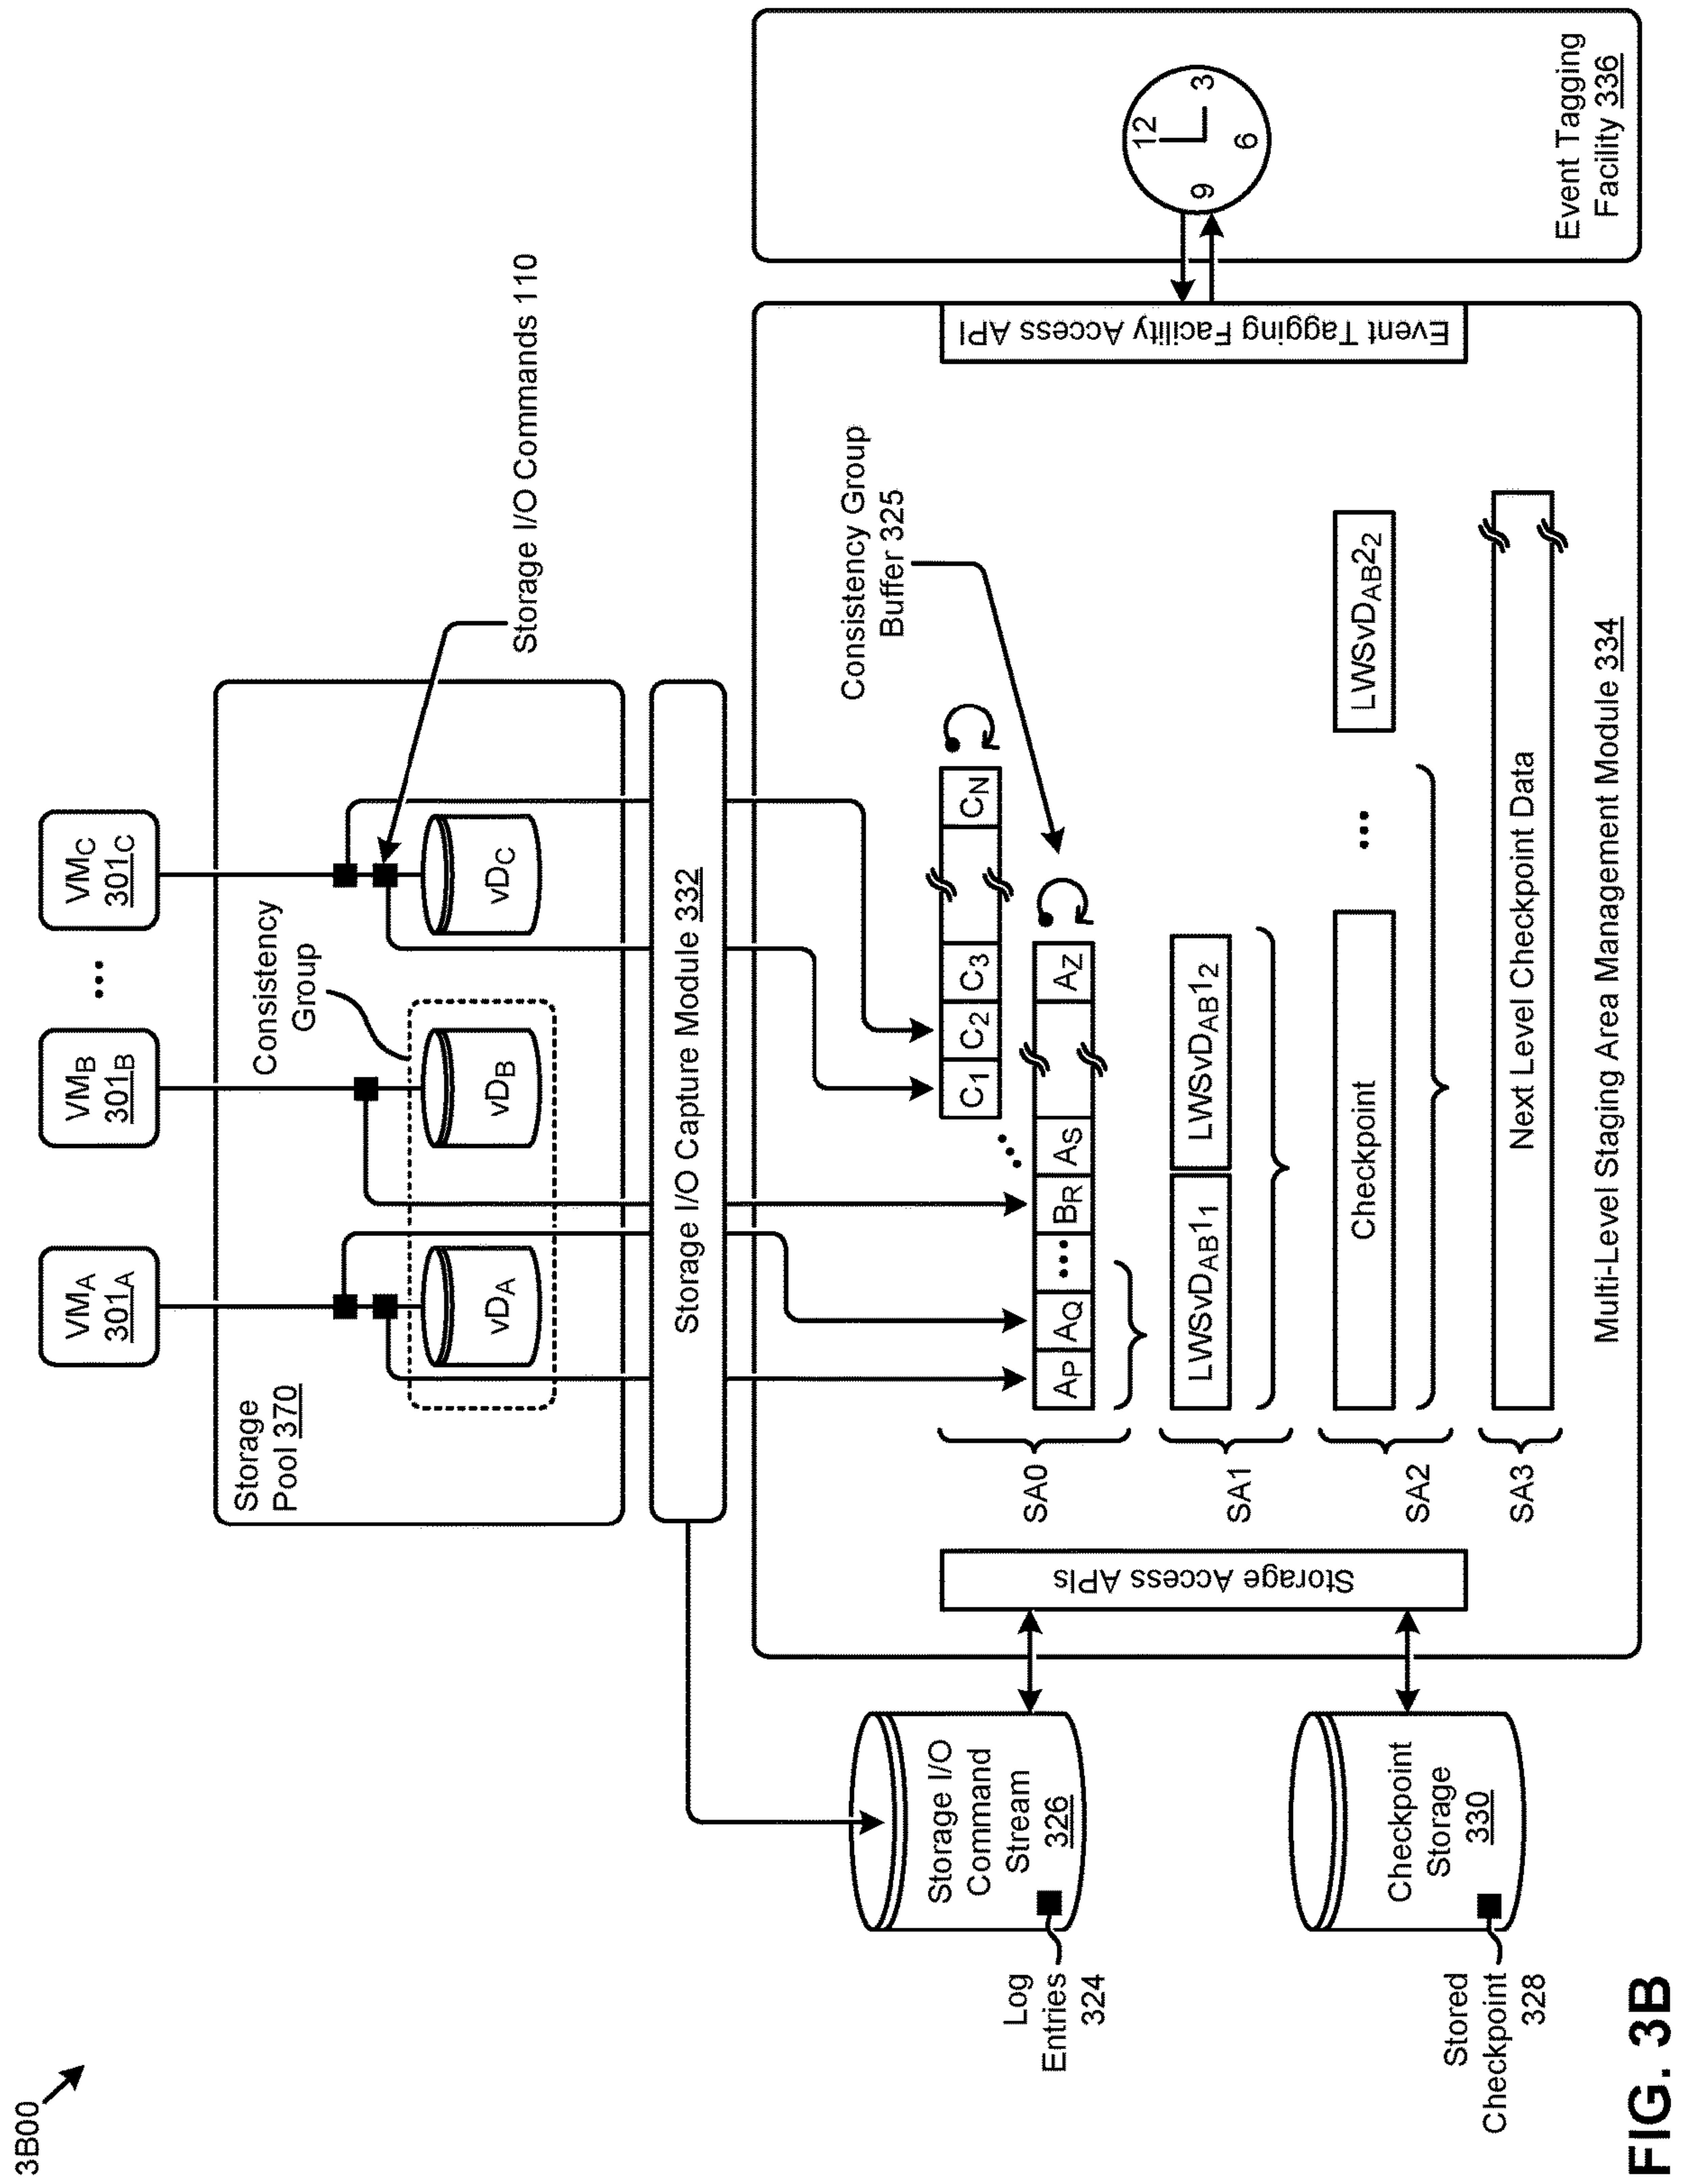 3B00
VMA
301A
VMB
301B
...
VMC
301C
Storage
Pool 370
Consistency
Group
vDA
vDB
vDC
Storage I/O Commands 110
Storage I/O Capture Module 332
Storage I/O
Command
Stream
326
Log
Entries
324
Checkpoint
Storage
330
Stored
Checkpoint
328
Storage Access APIs
Consistency Group
Buffer 325
SA0
C1
C2
C3
CN
...
AP
AQ
...
BR
AS
AZ
SA1
LWSvDAB11
LWSvDAB12
SA2
Checkpoint
...
LWSvDAB22
SA3
Next Level Checkpoint Data
Multi-Level Staging Area Management Module 334
Event Tagging Facility Access API
12
3
6
9
Event Tagging
Facility 336
FIG. 3B